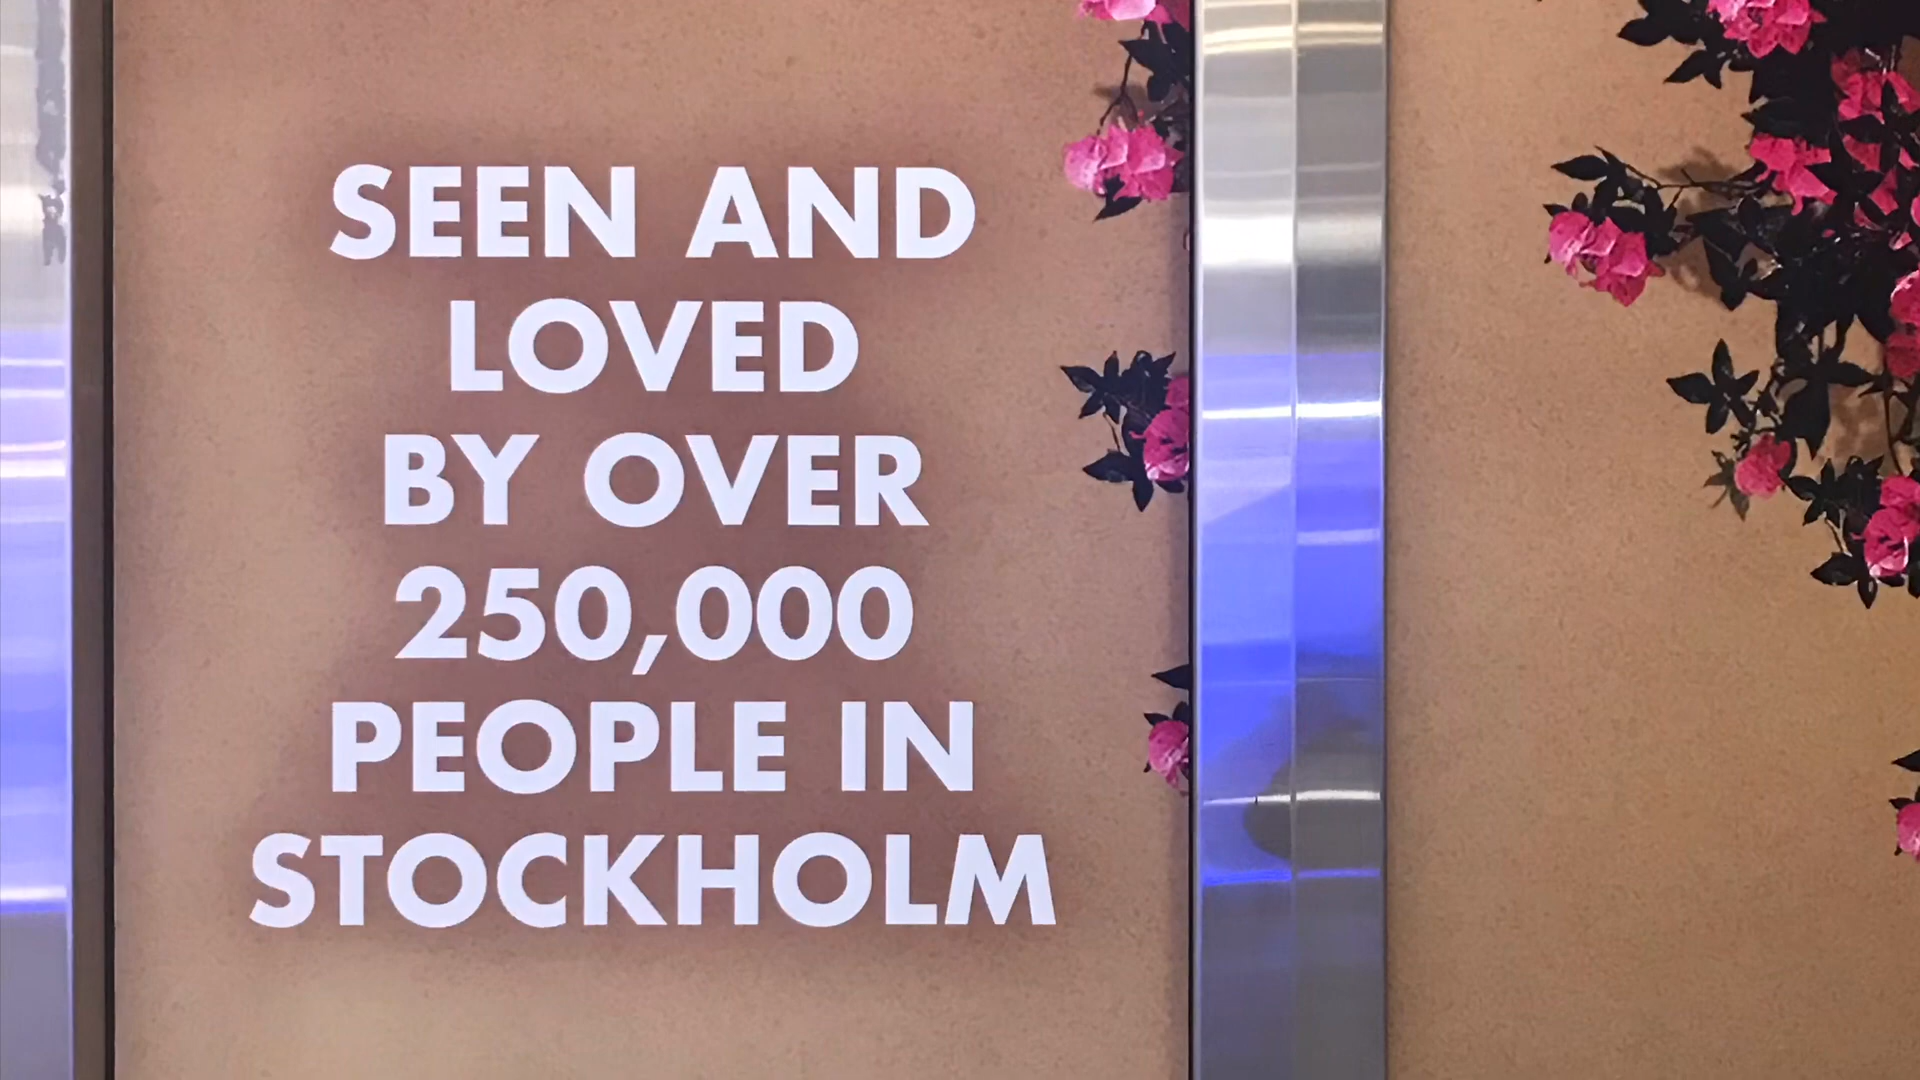 SEEN AND
LOVED
BY OVER
250,000
PEOPLE IN
STOCKHOLM